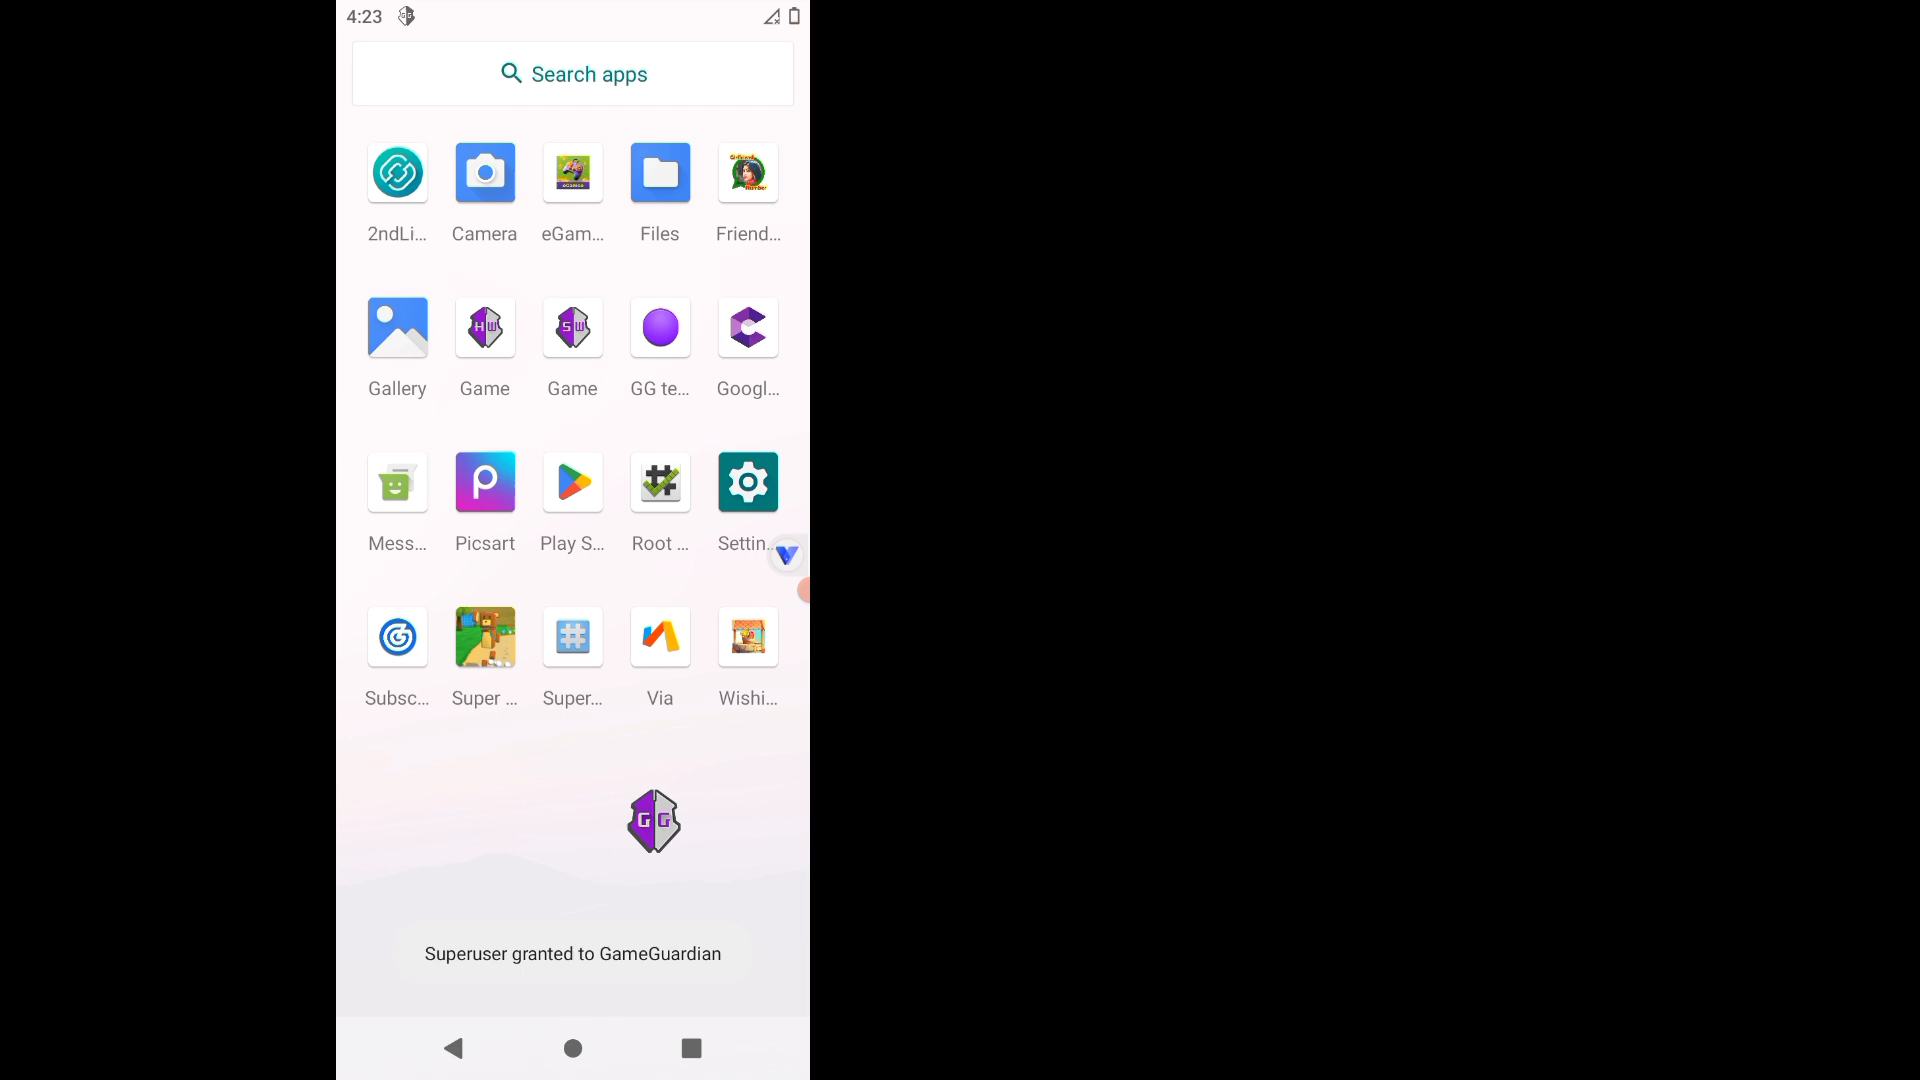 4:23
Search apps
2ndLi...
Camera
eGam...
Files
Friend...
Gallery
Game
Game
GG te...
Googl...
Mess...
Picsart
Play S...
Root ...
Settin...
Subsc...
Super ...
Super...
Via
Wishi...
GG
Superuser granted to GameGuardian